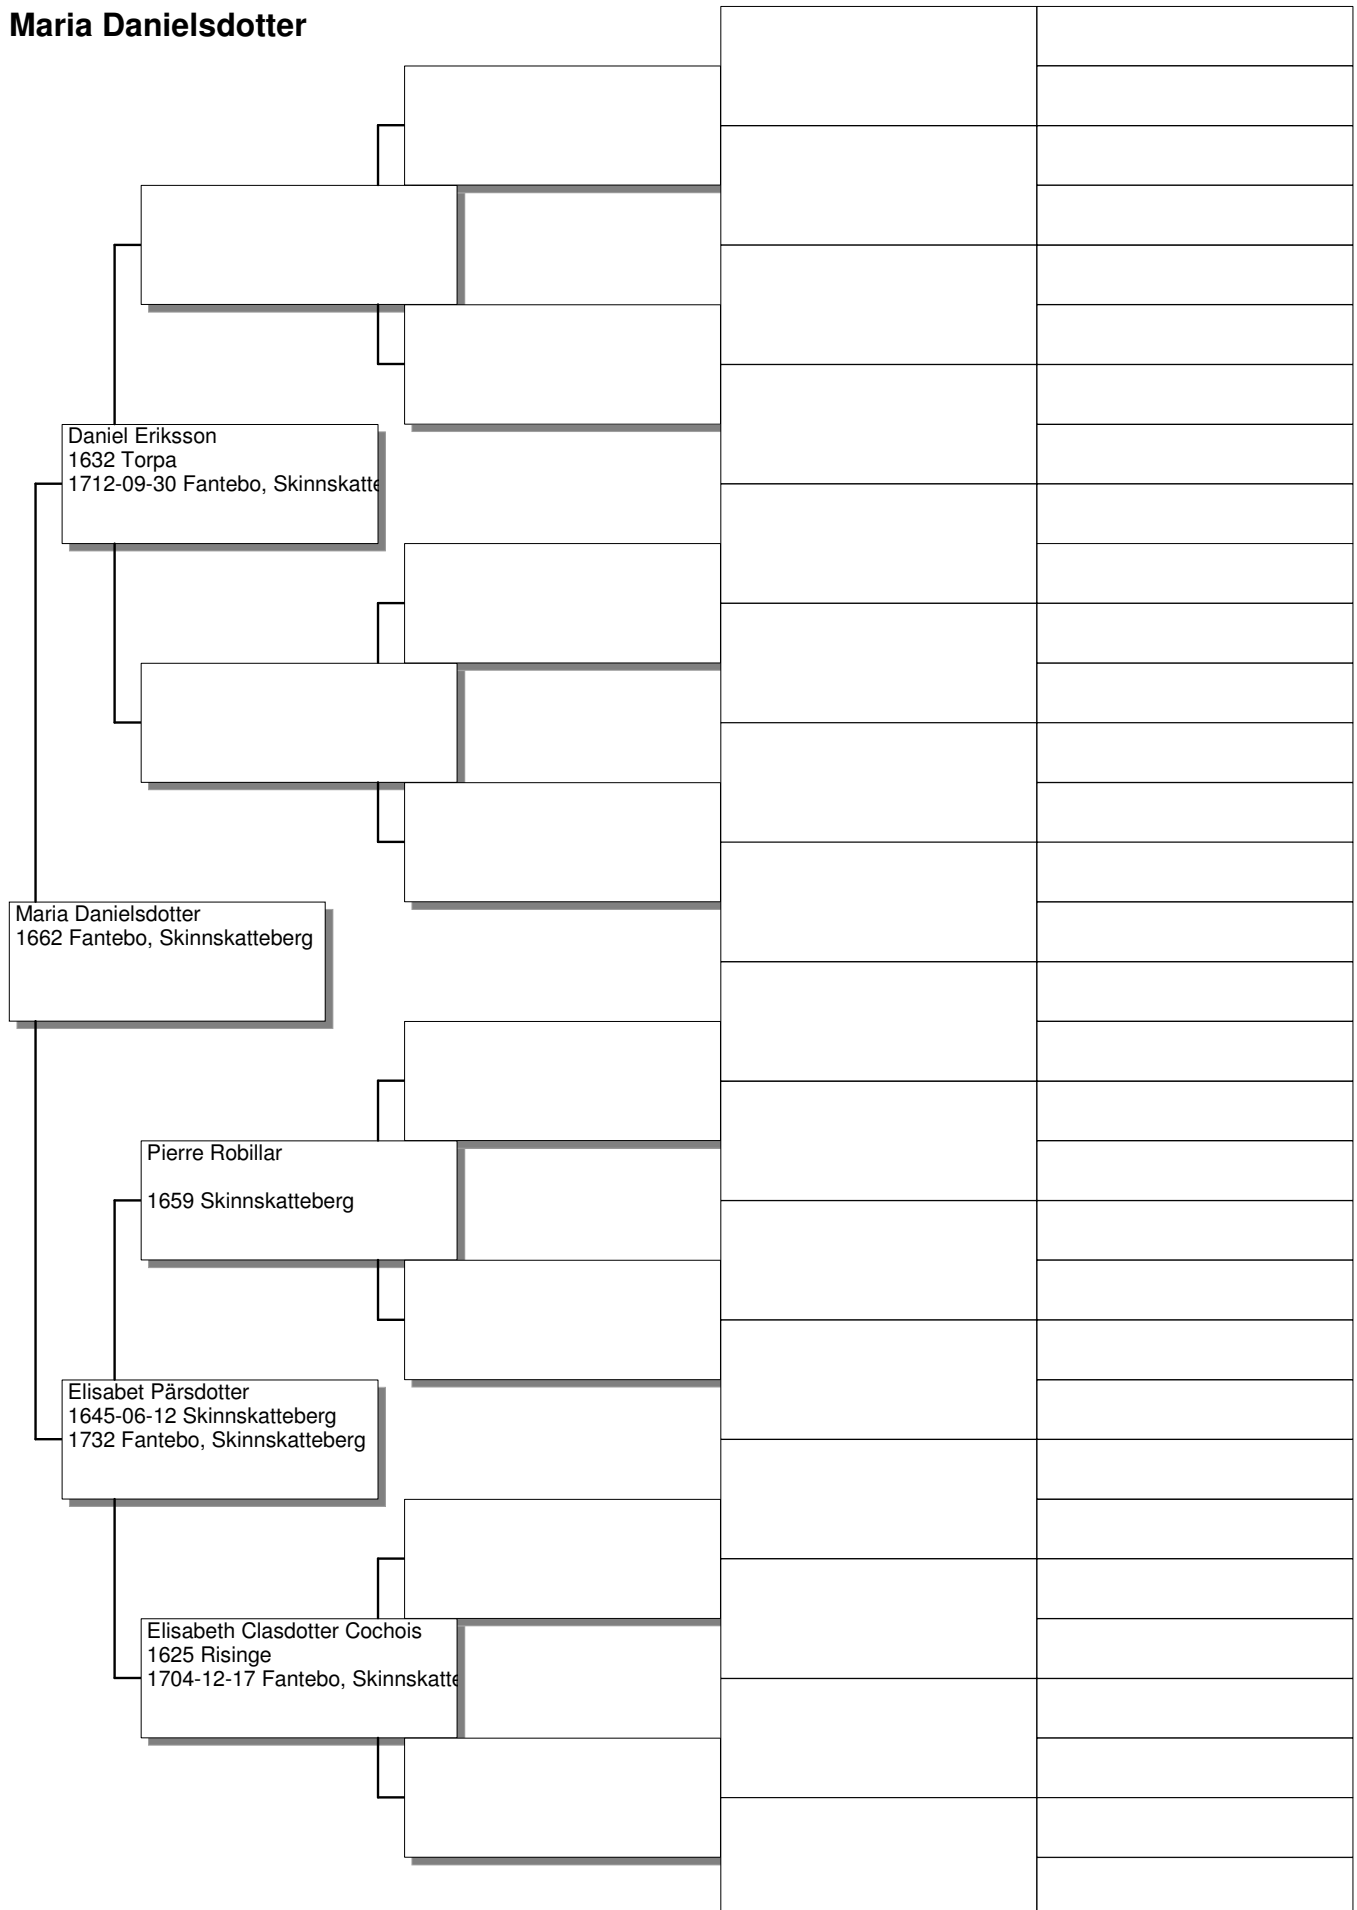 Maria Danielsdotter
Daniel Eriksson
1632 Torpa
1712-09-30 Fantebo, Skinnskatte
Maria Danielsdotter
1662 Fantebo, Skinnskatteberg
Pierre Robillar
1659 Skinnskatteberg
Elisabet Pärsdotter
1645-06-12 Skinnskatteberg
1732 Fantebo, Skinnskatteberg
Elisabeth Clasdotter Cochois
1625 Risinge
1704-12-17 Fantebo, Skinnskatte